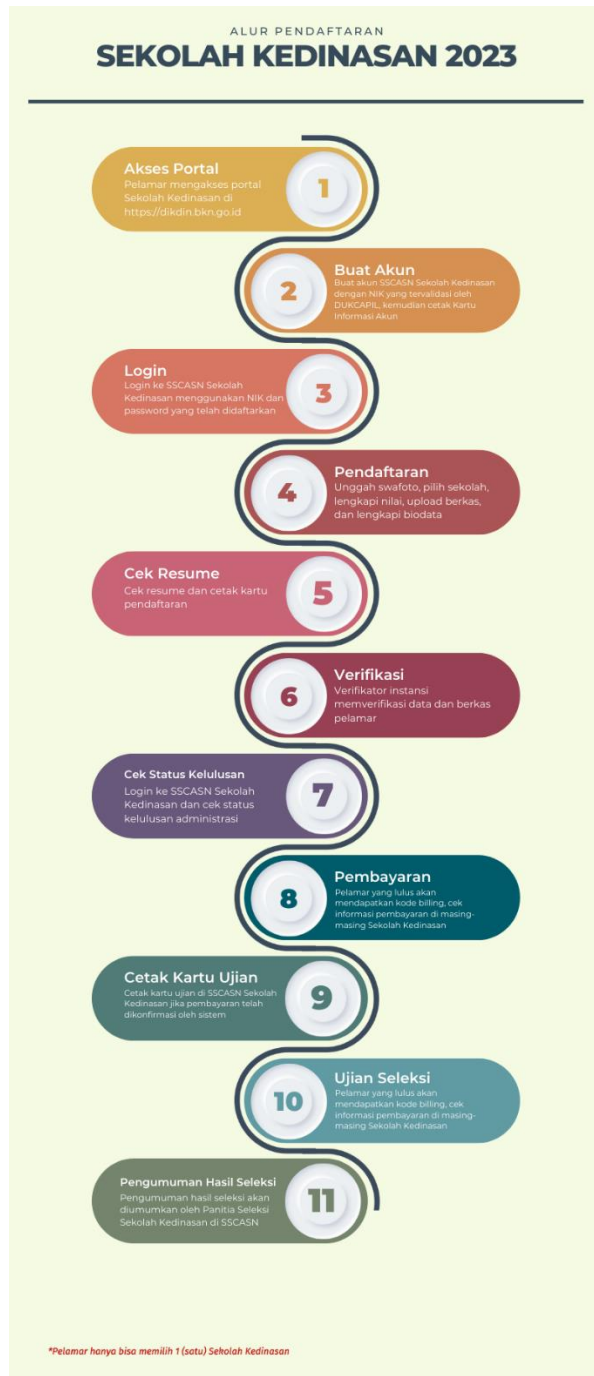 ALUR PENDAFTARAN
SEKOLAH KEDINASAN 2023
Akses Portal
Pelamar mengakses portal
Sekolah Kedinasan di
https://dikdin.bkn.go.id
1
Buat Akun
Buat akun SSCASN Sekolah Kedinasan
dengan NIK yang tervalidasi oleh
DUKCAPIL, kemudian cetak Kartu
Informasi Akun
2
Login
Login ke SSCASN Sekolah
Kedinasan menggunakan NIK dan
password yang telah didaftarkan
3
Pendaftaran
Unggah swafoto, pilih sekolah,
lengkapi nilai, upload berkas,
dan lengkapi biodata
4
Cek Resume
Cek resume dan cetak kartu
pendaftaran
5
Verifikasi
Verifikator instansi
memverifikasi data dan berkas
pelamar
6
Cek Status Kelulusan
Login ke SSCASN Sekolah
Kedinasan dan cek status
kelulusan administrasi
7
Pembayaran
Pelamar yang lulus akan
mendapatkan kode billing, cek
informasi pembayaran di masing-
masing Sekolah Kedinasan
8
Cetak Kartu Ujian
Cetak kartu ujian di SSCASN Sekolah
Kedinasan jika pembayaran telah
dikonfirmasi oleh sistem
9
Ujian Seleksi
Pelamar yang lulus akan
mendapatkan kode billing, cek
informasi pembayaran di masing-
masing Sekolah Kedinasan
10
Pengumuman Hasil Seleksi
Pengumuman hasil seleksi akan
diumumkan oleh Panitia Seleksi
Sekolah Kedinasan di SSCASN
11
*Pelamar hanya bisa memilih 1 (satu) Sekolah Kedinasan